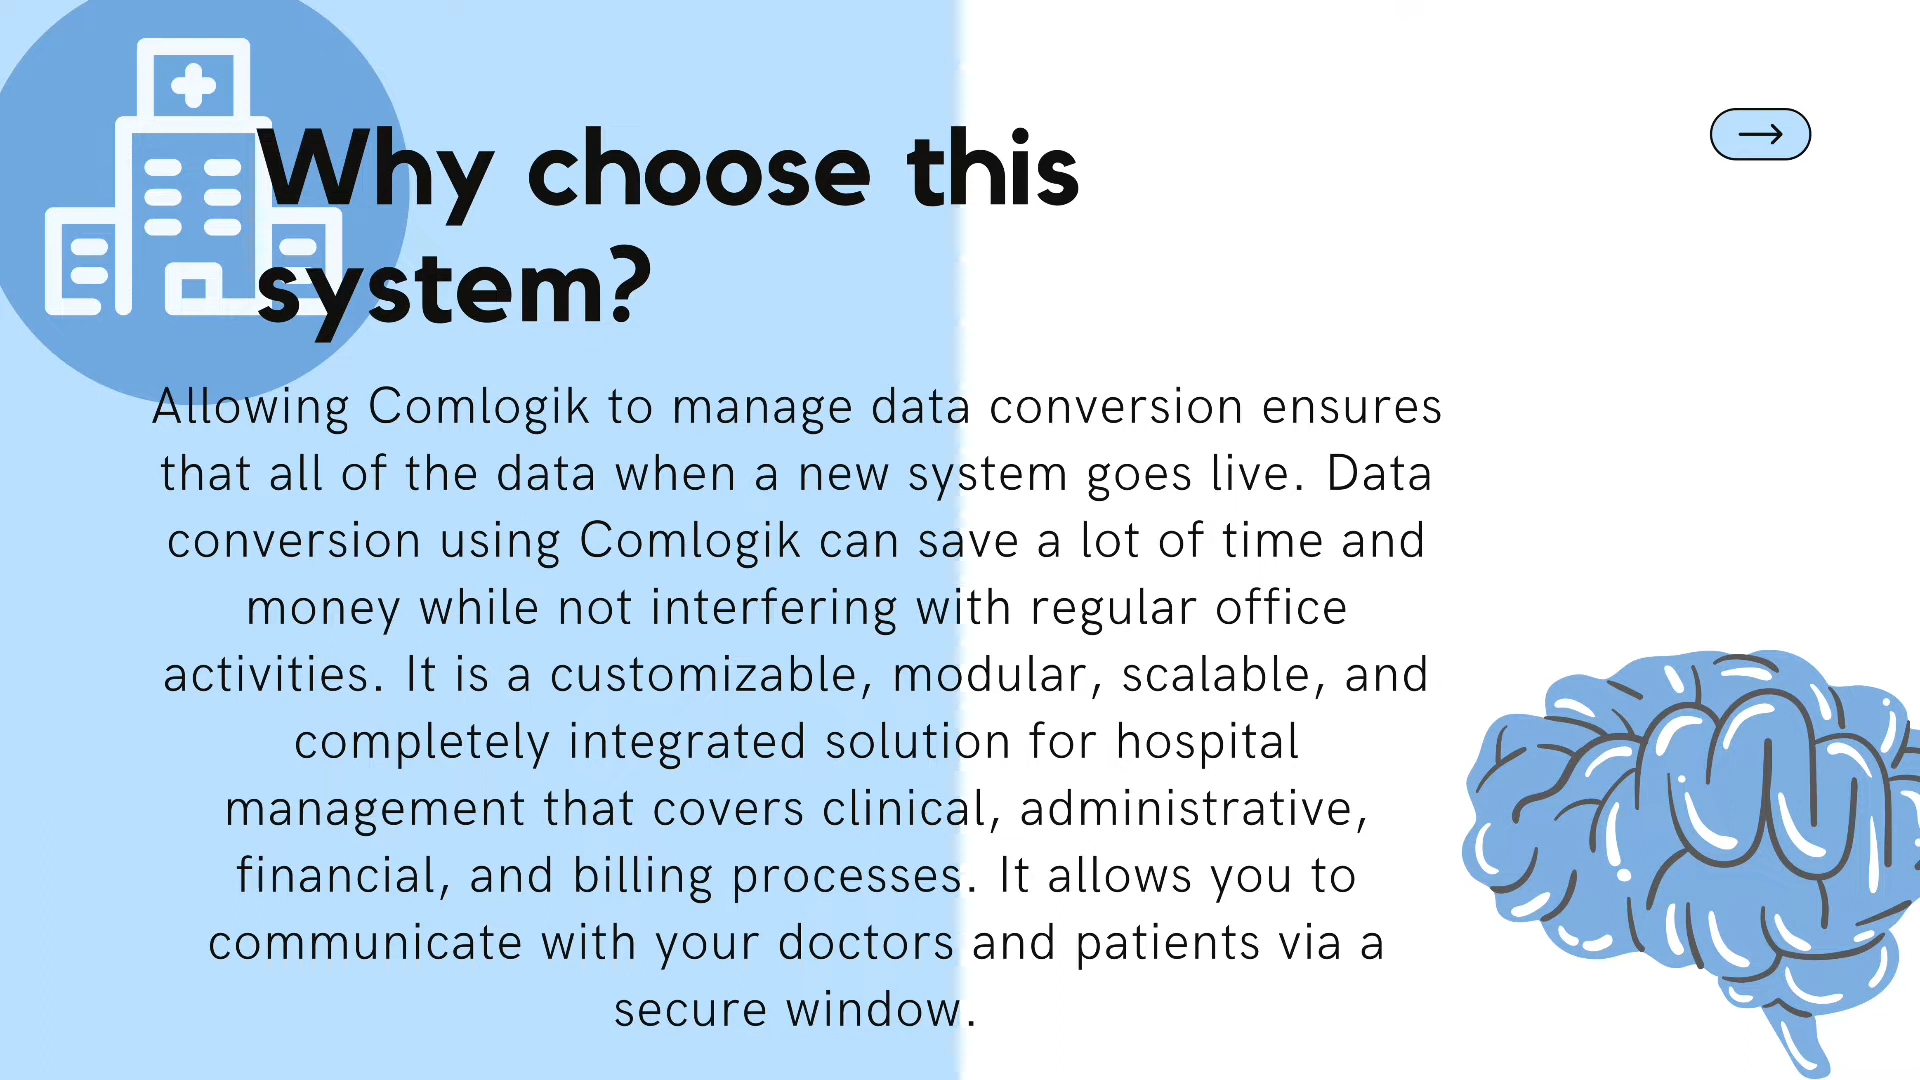 Why choose this
system?
Allowing Comlogik to manage data conversion ensures
that all of the data when a new system goes live. Data
conversion using Comlogik can save a lot of time and
money while not interfering with regular office
activities. It is a customizable, modular, scalable, and
completely integrated solution for hospital
management that covers clinical, administrative,
financial, and billing processes. It allows you to
communicate with your doctors and patients via a
secure window.